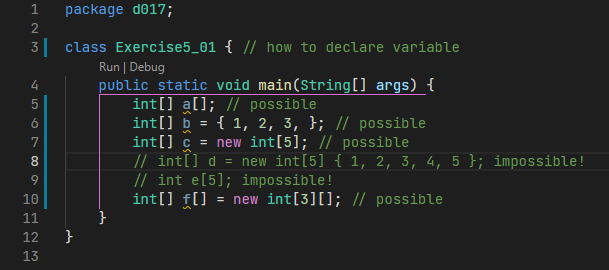 1 package d017;
2
3 class Exercise5_01 { // how to declare variable
Run | Debug
4 public static void main(String[] args) {
5 int[] a[]; // possible
6 int[] b = { 1, 2, 3, }; // possible
7 int[] c = new int[5]; // possible
8 // int[] d = new int[5] { 1, 2, 3, 4, 5 }; impossible!
9 // int e[5]; impossible!
10 int[] f[] = new int[3][]; // possible
11 }
12 }
13